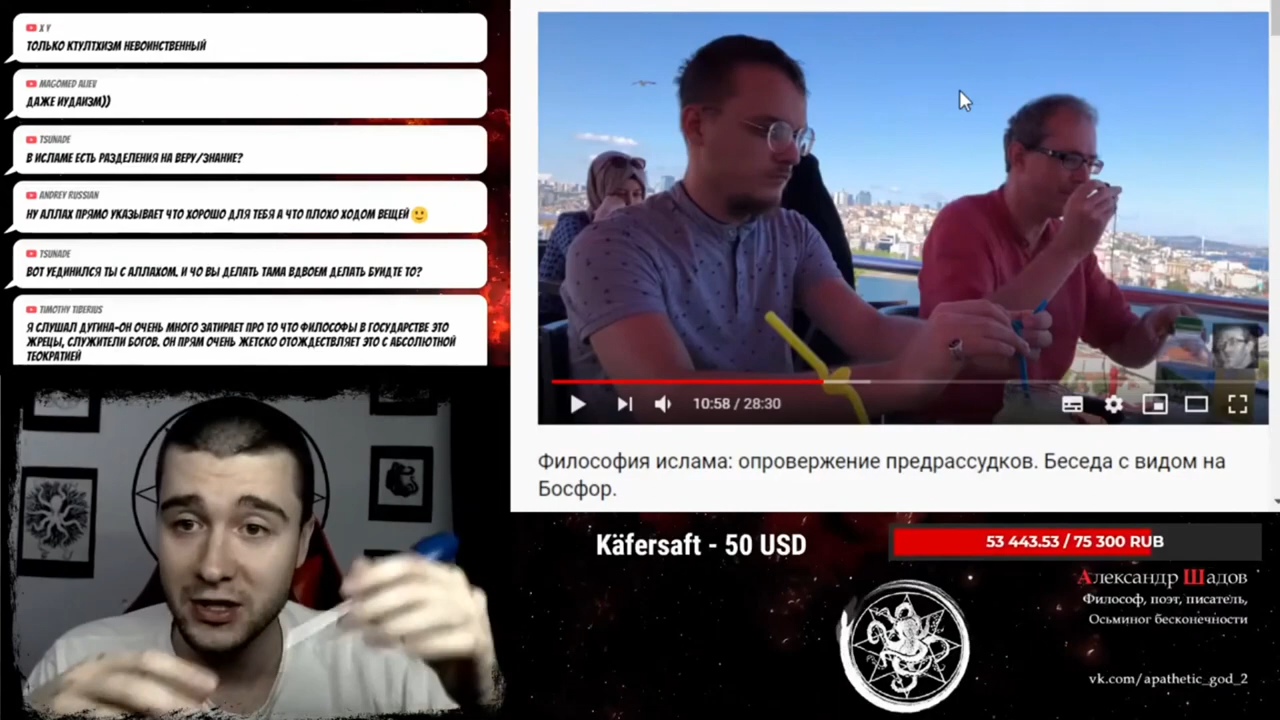 X Y
ТОЛЬКО КТУЛТХИЗМ НЕВОИНСТВЕННЫЙ
MAGOMED ALIEV
ДАЖЕ ИУДАИЗМ))
TSUNADE
В ИСЛАМЕ ЕСТЬ РАЗДЕЛЕНИЯ НА ВЕРУ/ЗНАНИЕ?
ANDREY RUSSIAN
НУ АЛЛАХ ПРЯМО УКАЗЫВАЕТ ЧТО ХОРОШО ДЛЯ ТЕБЯ А ЧТО ПЛОХО ХОДОМ ВЕЩЕЙ 🙂
TSUNADE
ВОТ УЕДИНИЛСЯ ТЫ С АЛЛАХОМ. И ЧО ВЫ ДЕЛАТЬ ТАМА ВДВОЕМ ДЕЛАТЬ БУИДТЕ ТО?
TIMOTHY TIBERIUS
Я СЛУШАЛ ДУГИНА-ОН ОЧЕНЬ МНОГО ЗАТИРАЕТ ПРО ТО ЧТО ФИЛОСОФЫ В ГОСУДАРСТВЕ ЭТО
ЖРЕЦЫ, СЛУЖИТЕЛИ БОГОВ. ОН ПРЯМ ОЧЕНЬ ЖЕТСКО ОТОЖДЕСТВЛЯЕТ ЭТО С АБСОЛЮТНОЙ
ТЕОКРАТИЕЙ
10:58 / 28:30
Философия ислама: опровержение предрассудков. Беседа с видом на
Босфор.
Käfersaft - 50 USD
53 443.53 / 75 300 RUB
Александр Шадов
Философ, поэт, писатель,
Осьминог бесконечности
vk.com/apathetic_god_2